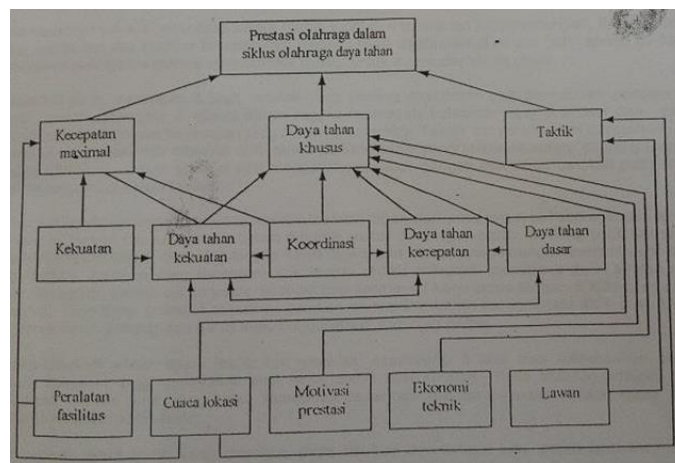 Prestasi olahraga dalam
siklus olahraga daya tahan
Kecepatan
maximal
Daya tahan
khusus
Taktik
Kekuatan
Daya tahan
kekuatan
Koordinasi
Daya tahan
kecepatan
Daya tahan
dasar
Peralatan
fasilitas
Cuaca lokasi
Motivasi
prestasi
Ekonomi
teknik
Lawan